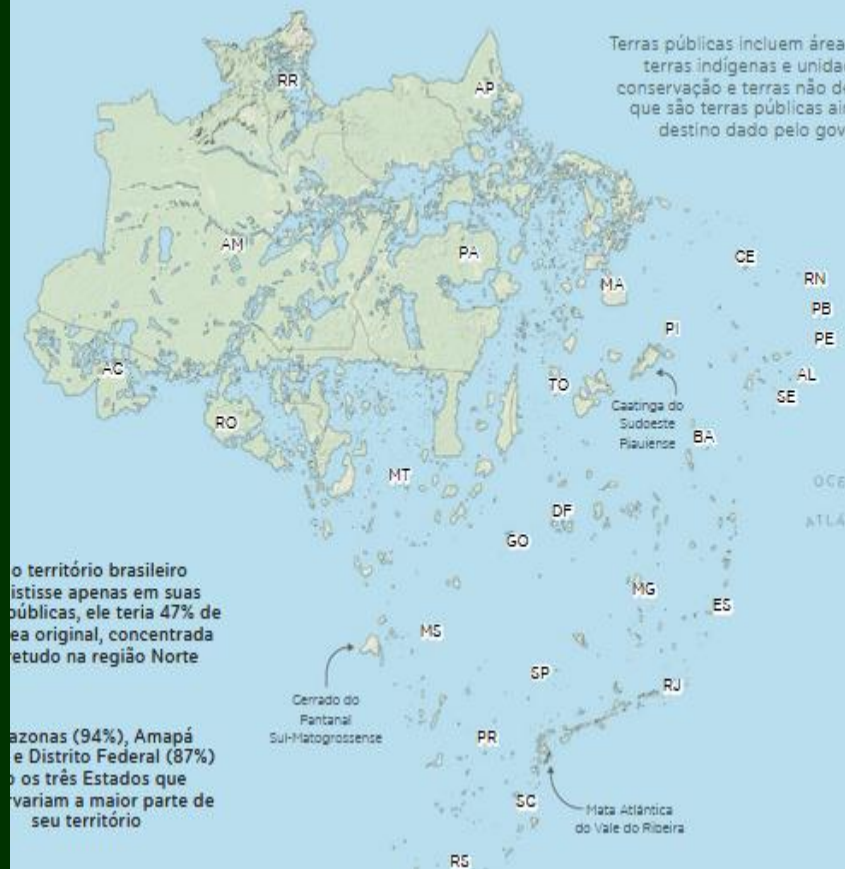 Terras públicas incluem área
terras indígenas e unida
conservação e terras não de
que são terras públicas ai
destino dado pelo gov
RR
AP
AM
PA
MA
CE
RN
PB
PE
AL
SE
PI
AC
RO
TO
Caatinga do
Sudoeste
Piauiense
BA
MT
DF
GO
OCE
ATLÂ
o território brasileiro
istisse apenas em suas
públicas, ele teria 47% de
ea original, concentrada
retudo na região Norte
MG
ES
MS
SP
RJ
Cerrado do
Pantanal
Sul-Matogrossense
azonas (94%), Amapá
e Distrito Federal (87%)
o os três Estados que
rvariam a maior parte de
seu território
PR
SC
Mata Atlântica
do Vale do Ribeira
RS